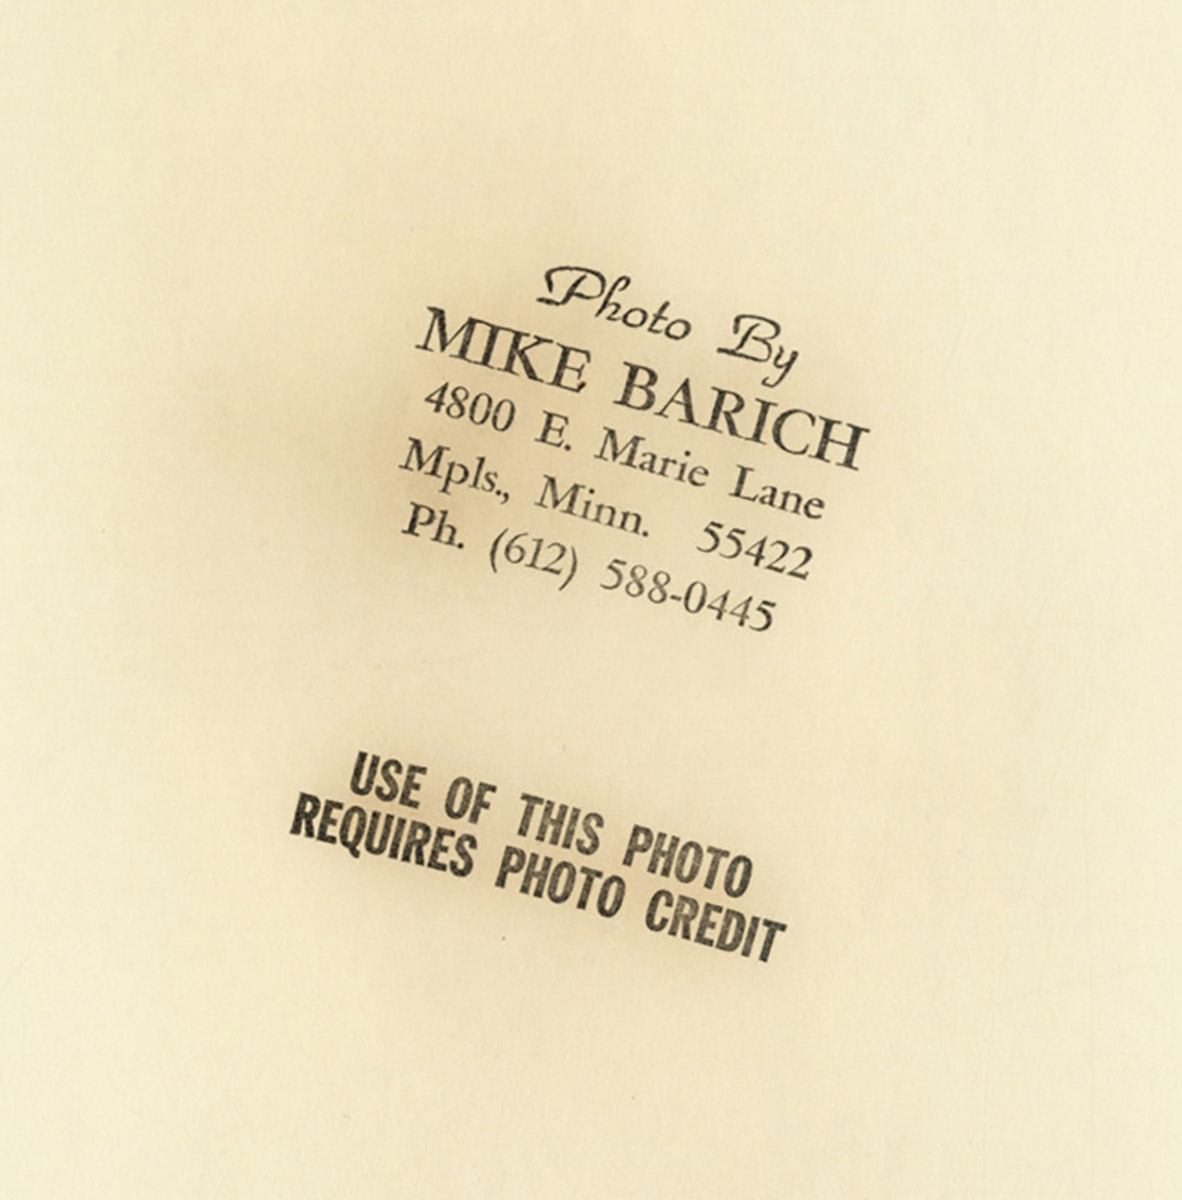 Photo By
MIKE BARICH
4800 E. Marie Lane
Mpls., Minn. 55422
Ph. (612) 588-0445
USE OF THIS PHOTO
REQUIRES PHOTO CREDIT